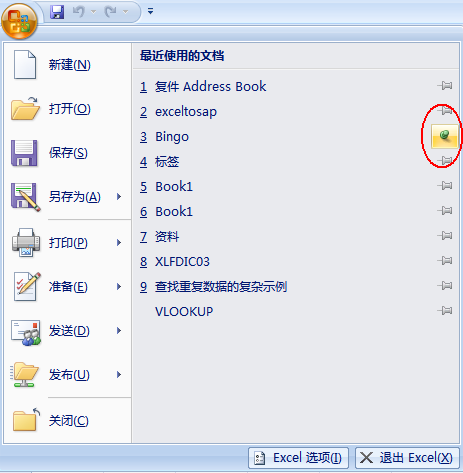 最近使用的文档
新建(N)
打开(O)
保存(S)
另存为(A)
打印(P)
准备(E)
发送(D)
发布(U)
关闭(C)
1 复件 Address Book
2 exceltosap
3 Bingo
4 标签
5 Book1
6 Book1
7 资料
8 XLFDIC03
9 查找重复数据的复杂示例
VLOOKUP
Excel 选项(I) 退出 Excel(X)